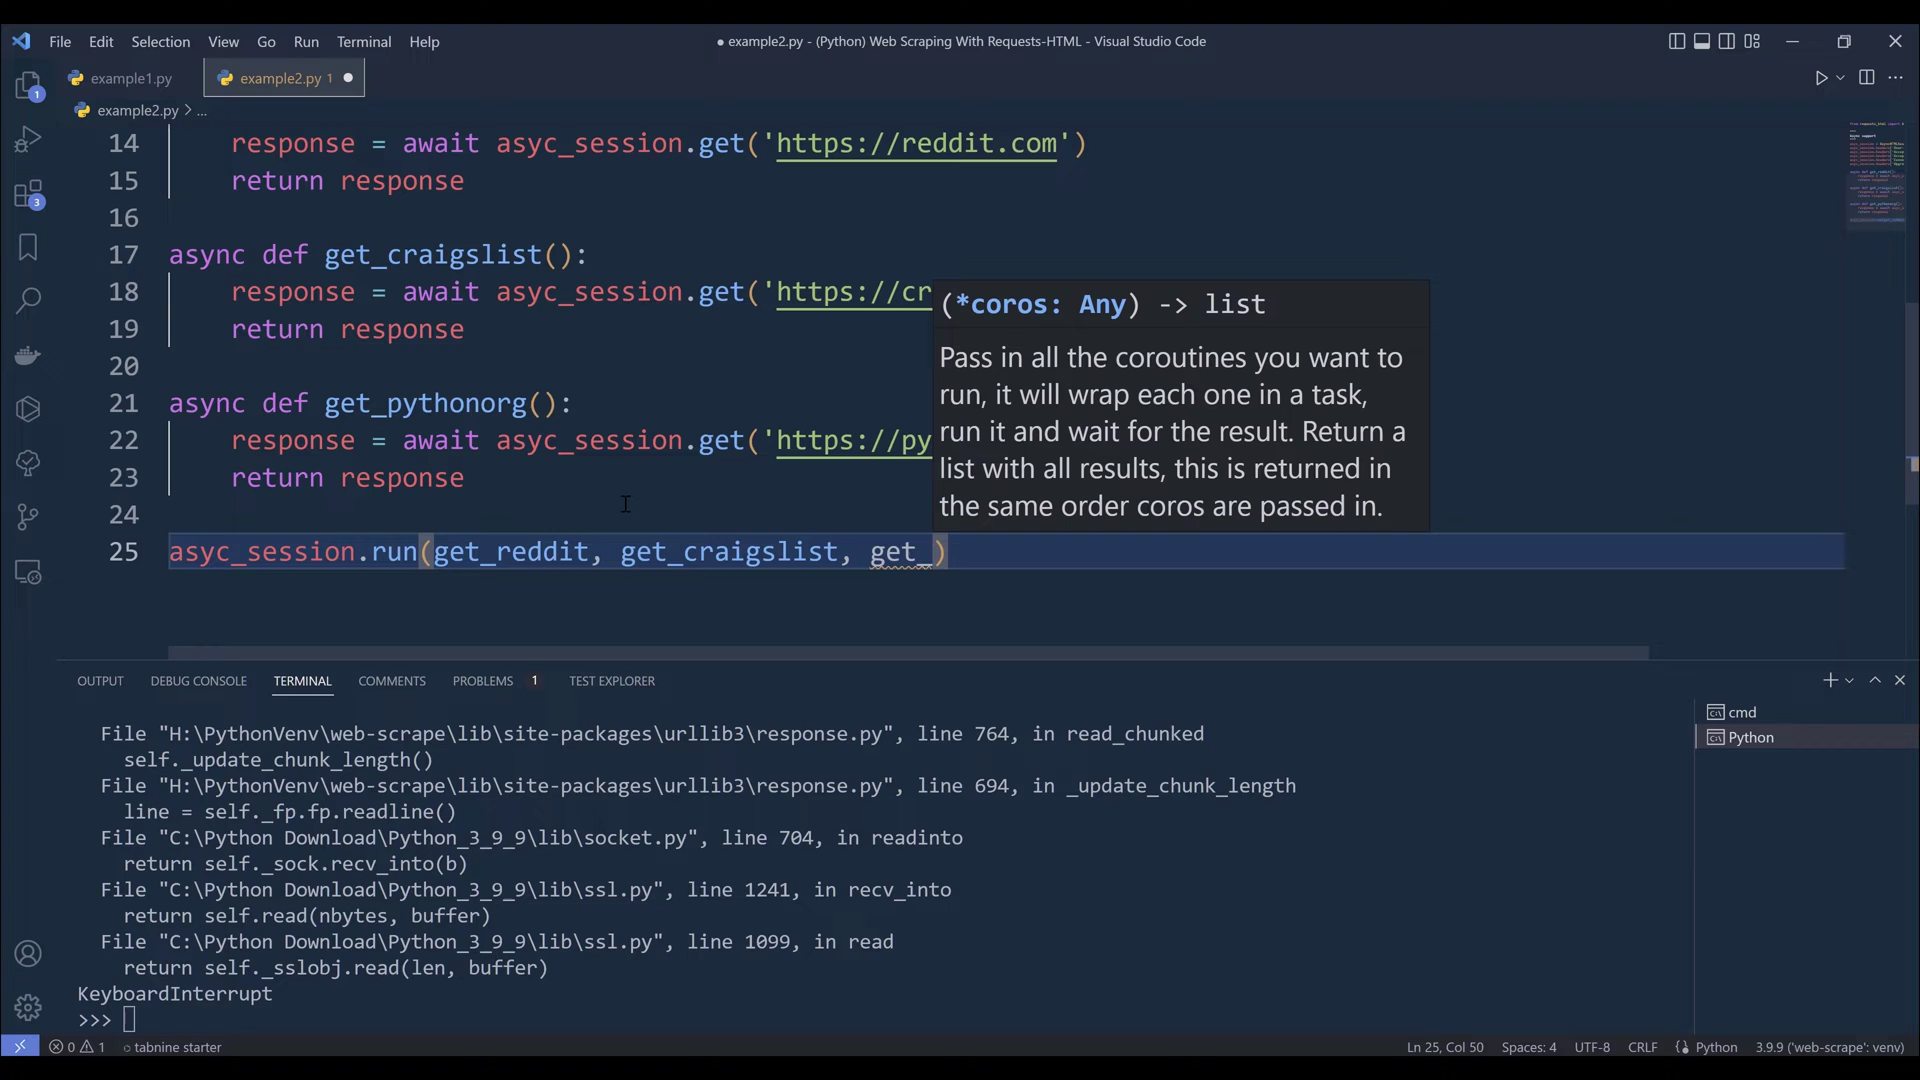 File Edit Selection View Go Run Terminal Help
● example2.py - (Python) Web Scraping With Requests-HTML - Visual Studio Code
example1.py
example2.py 1
example2.py > ...
14 response = await asyc_session.get('https://reddit.com')
15 return response
16
17 async def get_craigslist():
18 response = await asyc_session.get('https://cr
19 return response
20
21 async def get_pythonorg():
22 response = await asyc_session.get('https://py
23 return response
24
25 asyc_session.run(get_reddit, get_craigslist, get_)
(*coros: Any) -> list
Pass in all the coroutines you want to
run, it will wrap each one in a task,
run it and wait for the result. Return a
list with all results, this is returned in
the same order coros are passed in.
1
3
OUTPUT DEBUG CONSOLE TERMINAL COMMENTS PROBLEMS 1 TEST EXPLORER
File "H:\PythonVenv\web-scrape\lib\site-packages\urllib3\response.py", line 764, in read_chunked
self._update_chunk_length()
File "H:\PythonVenv\web-scrape\lib\site-packages\urllib3\response.py", line 694, in _update_chunk_length
line = self._fp.fp.readline()
File "C:\Python Download\Python_3_9_9\lib\socket.py", line 704, in readinto
return self._sock.recv_into(b)
File "C:\Python Download\Python_3_9_9\lib\ssl.py", line 1241, in recv_into
return self.read(nbytes, buffer)
File "C:\Python Download\Python_3_9_9\lib\ssl.py", line 1099, in read
return self._sslobj.read(len, buffer)
KeyboardInterrupt
>>>
cmd
Python
0 1 tabnine starter
Ln 25, Col 50 Spaces: 4 UTF-8 CRLF Python 3.9.9 ('web-scrape': venv)